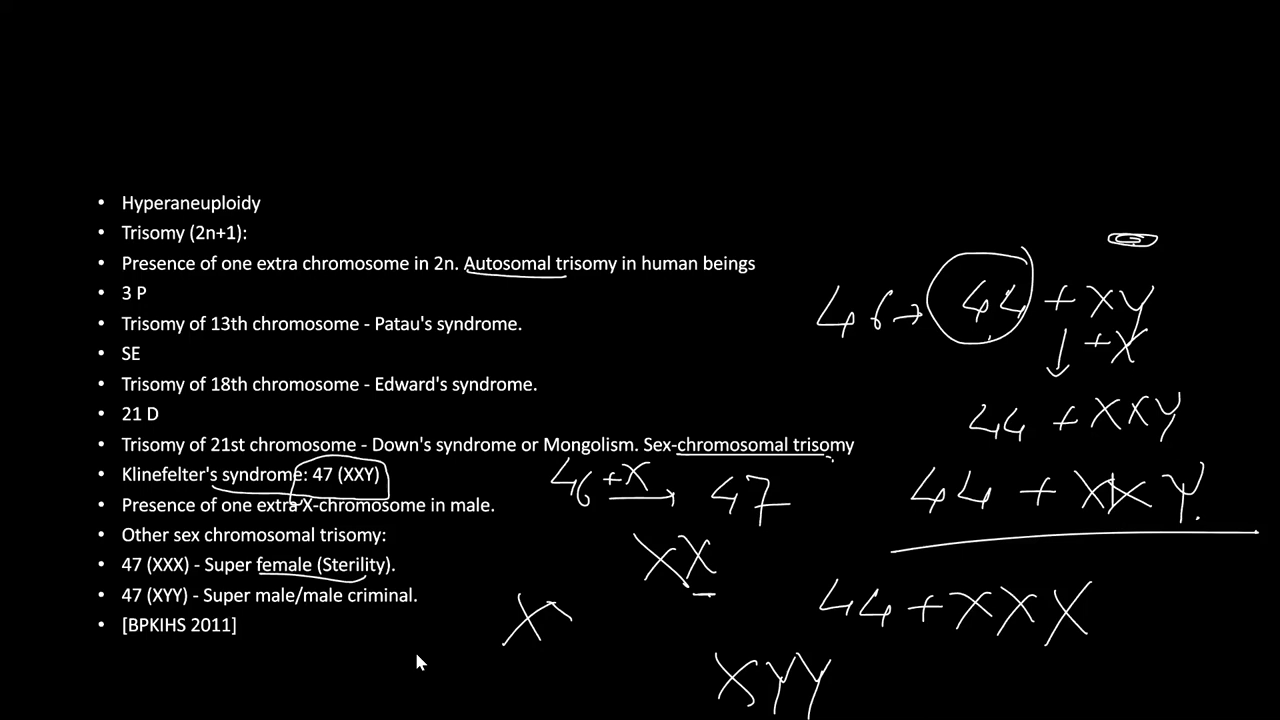 • Hyperaneuploidy
• Trisomy (2n+1):
• Presence of one extra chromosome in 2n. Autosomal trisomy in human beings
• 3 P
• Trisomy of 13th chromosome - Patau's syndrome.
• SE
• Trisomy of 18th chromosome - Edward's syndrome.
• 21 D
• Trisomy of 21st chromosome - Down's syndrome or Mongolism. Sex-chromosomal trisomy
• Klinefelter's syndrome: 47 (XXY)
• Presence of one extra X-chromosome in male.
• Other sex chromosomal trisomy:
• 47 (XXX) - Super female (Sterility).
• 47 (XYY) - Super male/male criminal.
• [BPKIHS 2011]
46 → 44 + XY
↓ +X
44 + XXY
46 +X → 47
44 + XXY.
XX
X
44 + XXX
XYY